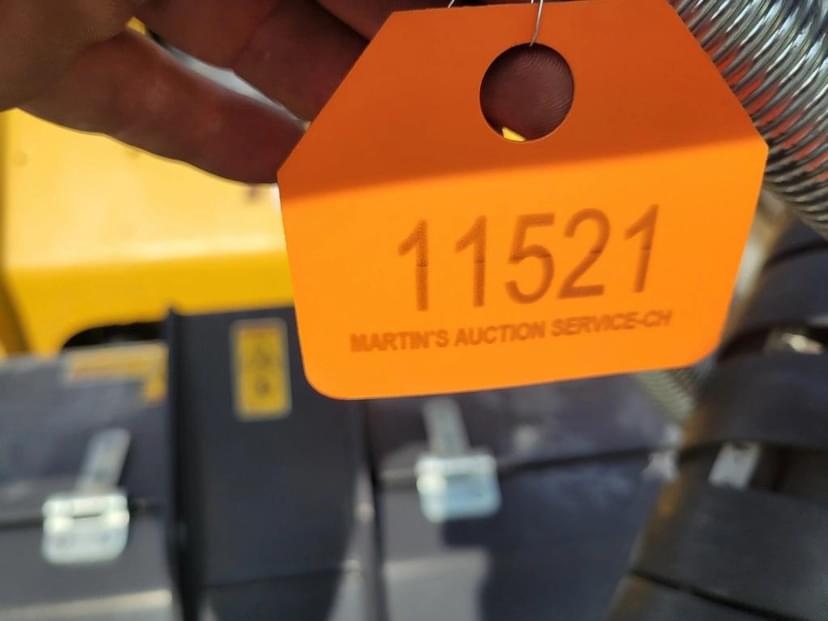 11521
MARTIN'S AUCTION SERVICE-CH